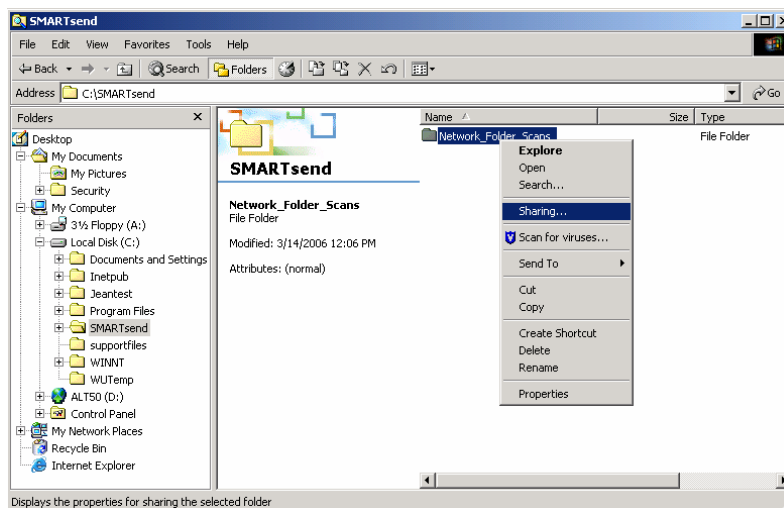 SMARTsend
File Edit View Favorites Tools Help
Back Search Folders
Address C:\SMARTsend Go
Folders
Desktop
My Documents
My Pictures
Security
My Computer
3½ Floppy (A:)
Local Disk (C:)
Documents and Settings
Inetpub
Jeantest
Program Files
SMARTsend
supportfiles
WINNT
WUTemp
ALT50 (D:)
Control Panel
My Network Places
Recycle Bin
Internet Explorer
SMARTsend
Network_Folder_Scans
File Folder
Modified: 3/14/2006 12:06 PM
Attributes: (normal)
Name Size Type
Network_Folder_Scans File Folder
Explore
Open
Search...
Sharing...
Scan for viruses...
Send To
Cut
Copy
Create Shortcut
Delete
Rename
Properties
Displays the properties for sharing the selected folder